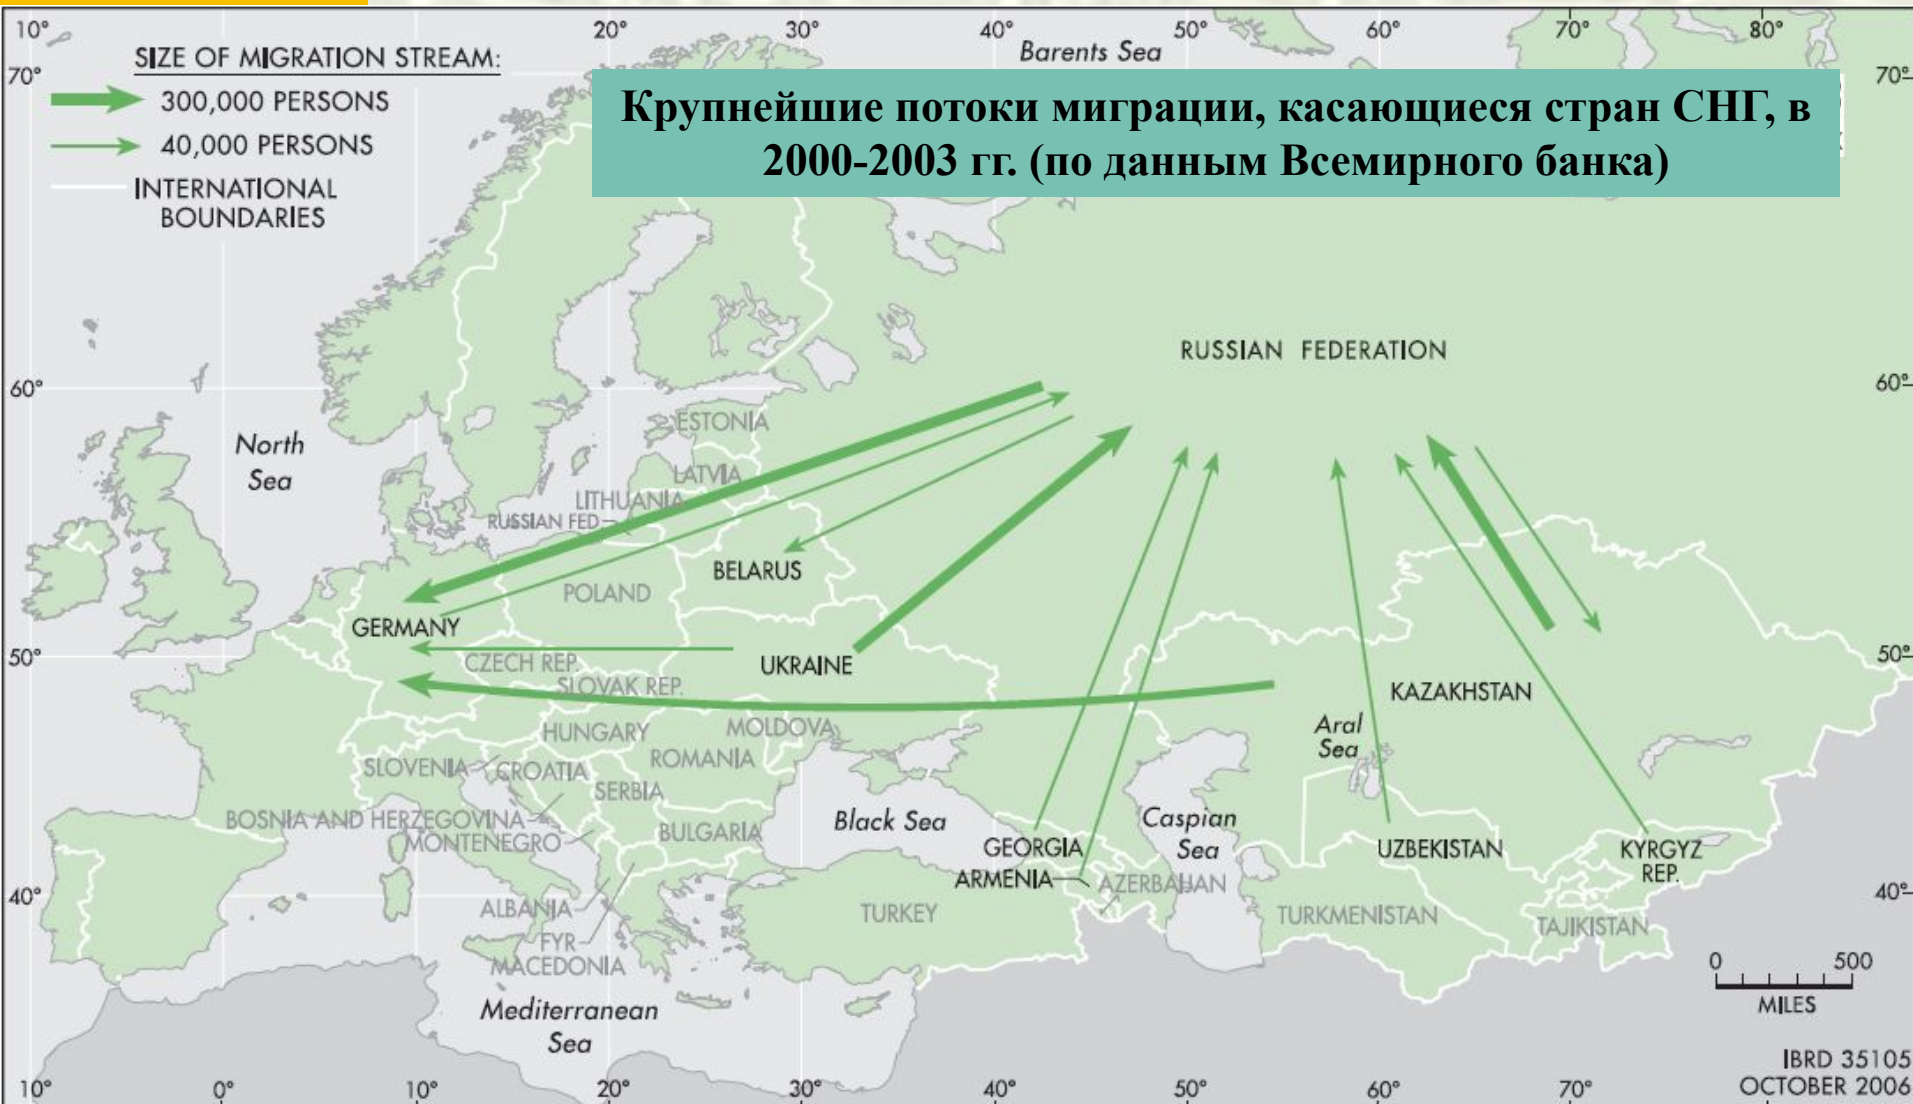 10°
20°
30°
40°
50°
60°
70°
80°
Barents Sea
SIZE OF MIGRATION STREAM:
70°
70°
300,000 PERSONS
40,000 PERSONS
INTERNATIONAL
BOUNDARIES
Крупнейшие потоки миграции, касающиеся стран СНГ, в
2000-2003 гг. (по данным Всемирного банка)
RUSSIAN FEDERATION
60°
60°
ESTONIA
North
Sea
LATVIA
LITHUANIA
RUSSIAN FED
BELARUS
POLAND
GERMANY
50°
50°
CZECH REP.
UKRAINE
SLOVAK REP.
KAZAKHSTAN
HUNGARY
MOLDOVA
Aral
Sea
ROMANIA
SLOVENIA
CROATIA
SERBIA
BOSNIA AND HERZEGOVINA
MONTENEGRO
BULGARIA
Black Sea
Caspian
Sea
GEORGIA
ARMENIA
AZERBAIJAN
UZBEKISTAN
KYRGYZ
REP.
40°
40°
ALBANIA
TURKEY
TURKMENISTAN
TAJIKISTAN
FYR
MACEDONIA
0
500
MILES
Mediterranean
Sea
IBRD 35105
OCTOBER 2006
10°
0°
10°
20°
30°
40°
50°
60°
70°